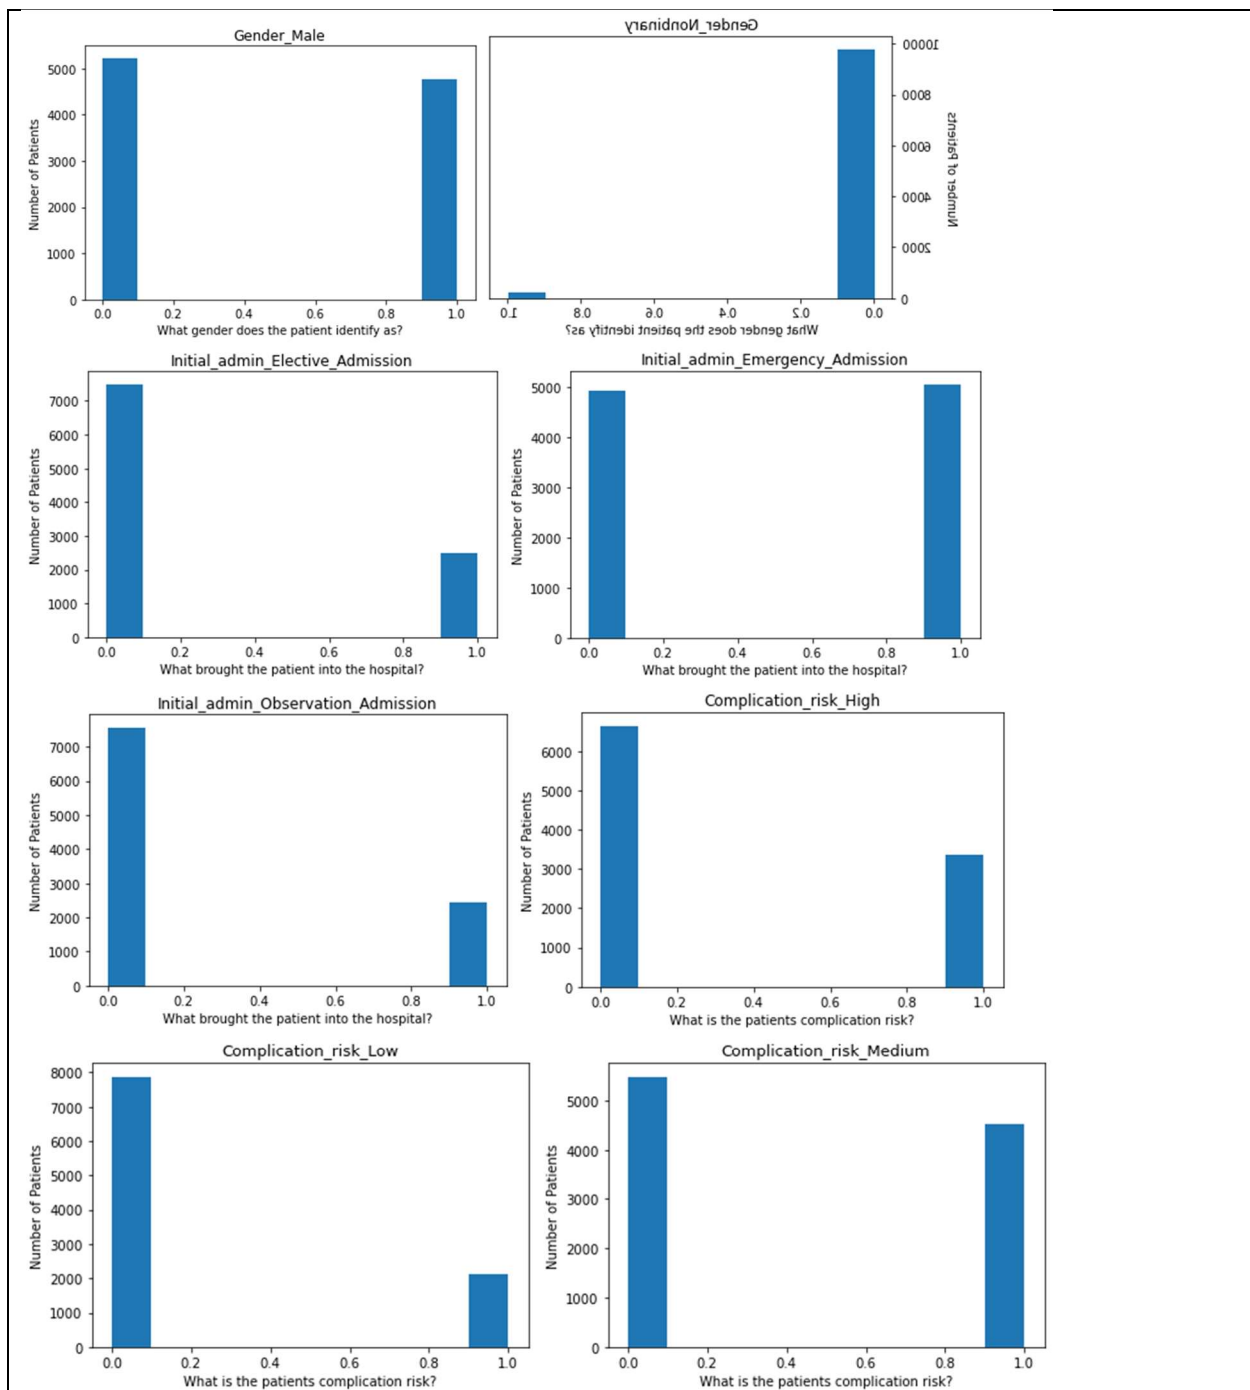 Gender_Male
5000
4000
3000
2000
1000
0
Number of Patients
0.0 0.2 0.4 0.6 0.8 1.0
What gender does the patient identify as?
Gender_Nonbinary
10000
8000
6000
4000
2000
0
Number of Patients
1.0 0.8 0.6 0.4 0.2 0.0
What gender does the patient identify as?
Initial_admin_Elective_Admission
7000
6000
5000
4000
3000
2000
1000
0
Number of Patients
0.0 0.2 0.4 0.6 0.8 1.0
What brought the patient into the hospital?
Initial_admin_Emergency_Admission
5000
4000
3000
2000
1000
0
Number of Patients
0.0 0.2 0.4 0.6 0.8 1.0
What brought the patient into the hospital?
Initial_admin_Observation_Admission
7000
6000
5000
4000
3000
2000
1000
0
Number of Patients
0.0 0.2 0.4 0.6 0.8 1.0
What brought the patient into the hospital?
Complication_risk_High
6000
5000
4000
3000
2000
1000
0
Number of Patients
0.0 0.2 0.4 0.6 0.8 1.0
What is the patients complication risk?
Complication_risk_Low
8000
7000
6000
5000
4000
3000
2000
1000
0
Number of Patients
0.0 0.2 0.4 0.6 0.8 1.0
What is the patients complication risk?
Complication_risk_Medium
5000
4000
3000
2000
1000
0
Number of Patients
0.0 0.2 0.4 0.6 0.8 1.0
What is the patients complication risk?